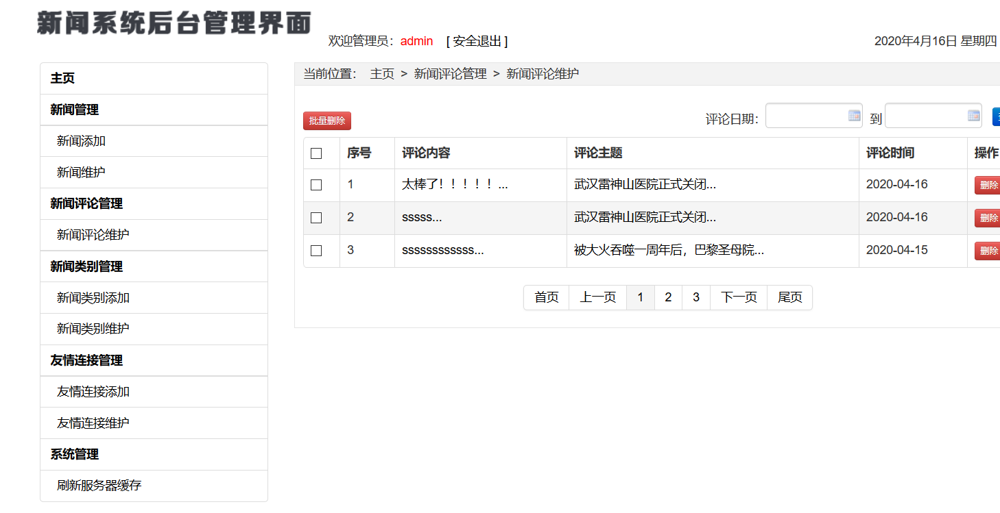 新闻系统后台管理界面
欢迎管理员：admin [ 安全退出 ]
2020年4月16日 星期四
主页
新闻管理
新闻添加
新闻维护
新闻评论管理
新闻评论维护
新闻类别管理
新闻类别添加
新闻类别维护
友情连接管理
友情连接添加
友情连接维护
系统管理
刷新服务器缓存
当前位置： 主页 > 新闻评论管理 > 新闻评论维护
批量删除 评论日期： 到
序号 评论内容 评论主题 评论时间 操作
1 太棒了！！！！！... 武汉雷神山医院正式关闭... 2020-04-16 删除
2 sssss... 武汉雷神山医院正式关闭... 2020-04-16 删除
3 ssssssssssss... 被大火吞噬一周年后，巴黎圣母院... 2020-04-15 删除
首页 上一页 1 2 3 下一页 尾页